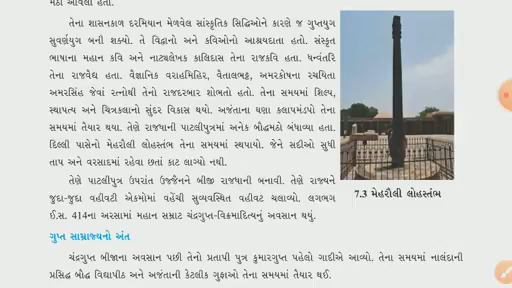 મઠો આવેલા હતા.
તેના શાસનકાળ દરમિયાન મેળવેલ સાંસ્કૃતિક સિદ્ધિઓને કારણે જ ગુપ્તયુગ
સુવર્ણયુગ બની શક્યો. તે વિદ્વાનો અને કવિઓનો આશ્રયદાતા હતો. સંસ્કૃત
ભાષાના મહાન કવિ અને નાટ્યલેખક કાલિદાસ તેના રાજકવિ હતા. ધન્વંતરિ
તેના રાજવૈદ્ય હતા. વૈજ્ઞાનિક વરાહમિહિર, વૈતાલભટ્ટ, અમરકોષના રચયિતા
અમરસિંહ જેવાં રત્નોથી તેનો રાજદરબાર શોભતો હતો. તેના સમયમાં શિલ્પ,
સ્થાપત્ય અને ચિત્રકલાનો સુંદર વિકાસ થયો. અજંતાના ઘણા કલામંડપો તેના
સમયમાં તૈયાર થયા. તેણે રાજધાની પાટલીપુત્રમાં અનેક બૌદ્ધમઠો બંધાવ્યા હતા.
દિલ્લી પાસેનો મેહરૌલી લોહસ્તંભ તેના સમયમાં સ્થપાયો. જેને સદીઓ સુધી
તાપ અને વરસાદમાં રહેવા છતાં કાટ લાગ્યો નથી.
તેણે પાટલીપુત્ર ઉપરાંત ઉજ્જૈનને બીજી રાજધાની બનાવી. તેણે રાજ્યને
જુદા-જુદા વહીવટી એકમોમાં વહેંચી સુવ્યવસ્થિત વહીવટ ચલાવ્યો. લગભગ
ઈ.સ. 414ના અરસામાં મહાન સમ્રાટ ચંદ્રગુપ્ત-વિક્રમાદિત્યનું અવસાન થયું.
7.3 મેહરૌલી લોહસ્તંભ
ગુપ્ત સામ્રાજ્યનો અંત
ચંદ્રગુપ્ત બીજાના અવસાન પછી તેનો પ્રતાપી પુત્ર કુમારગુપ્ત પહેલો ગાદીએ આવ્યો. તેના સમયમાં નાલંદાની
પ્રસિદ્ધ બૌદ્ધ વિદ્યાપીઠ અને અજંતાની કેટલીક ગુફાઓ તેના સમયમાં તૈયાર થઈ.